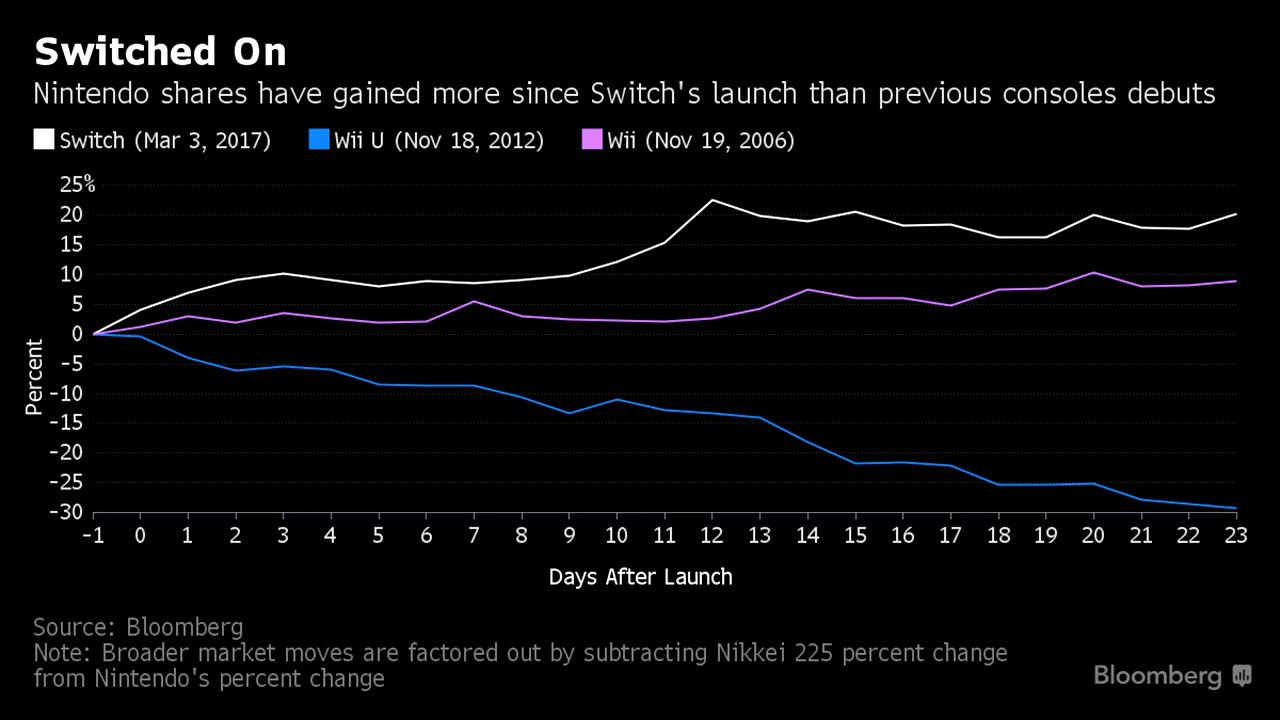 Switched On
Nintendo shares have gained more since Switch's launch than previous consoles debuts
Switch (Mar 3, 2017) Wii U (Nov 18, 2012) Wii (Nov 19, 2006)
25%
20
15
10
5
0
-5
-10
-15
-20
-25
-30
Percent
-1 0 1 2 3 4 5 6 7 8 9 10 11 12 13 14 15 16 17 18 19 20 21 22 23
Days After Launch
Source: Bloomberg
Note: Broader market moves are factored out by subtracting Nikkei 225 percent change
from Nintendo's percent change
Bloomberg